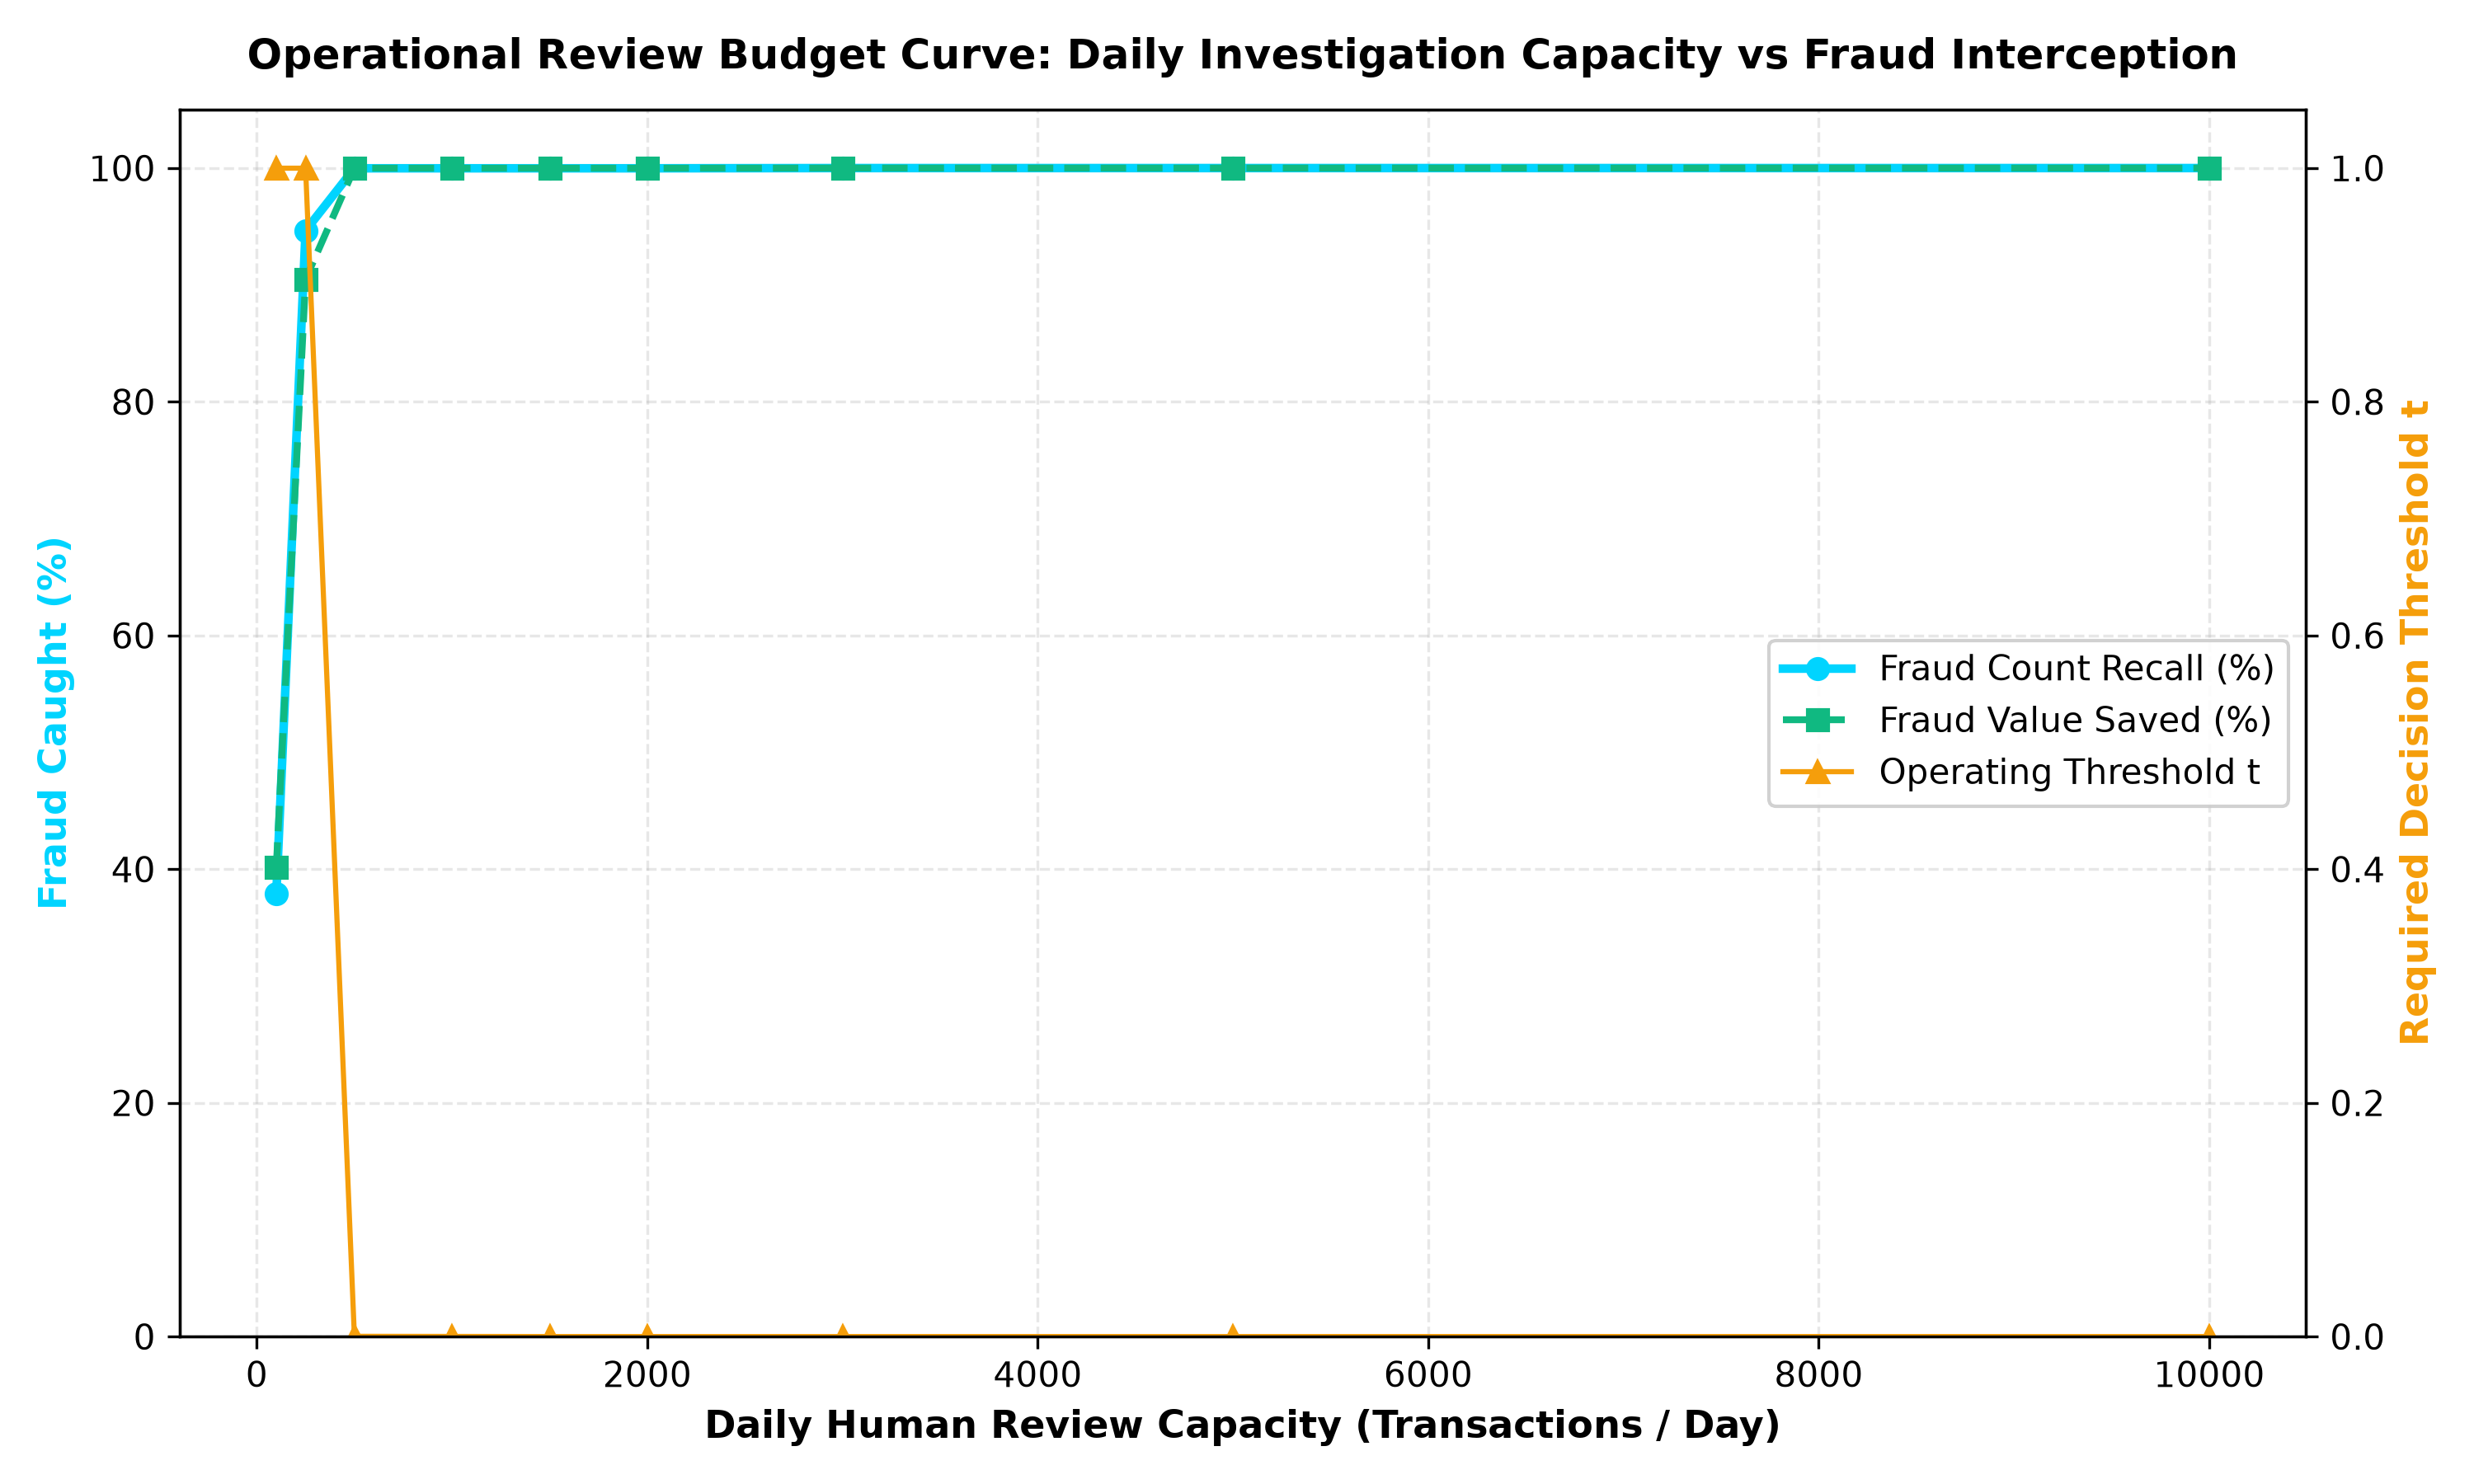 Operational Review Budget Curve: Daily Investigation Capacity vs Fraud Interception
Fraud Caught (%)
100
80
60
40
20
0
1.0
0.8
0.6
0.4
0.2
0.0
Required Decision Threshold t
Fraud Count Recall (%)
Fraud Value Saved (%)
Operating Threshold t
0 2000 4000 6000 8000 10000
Daily Human Review Capacity (Transactions / Day)